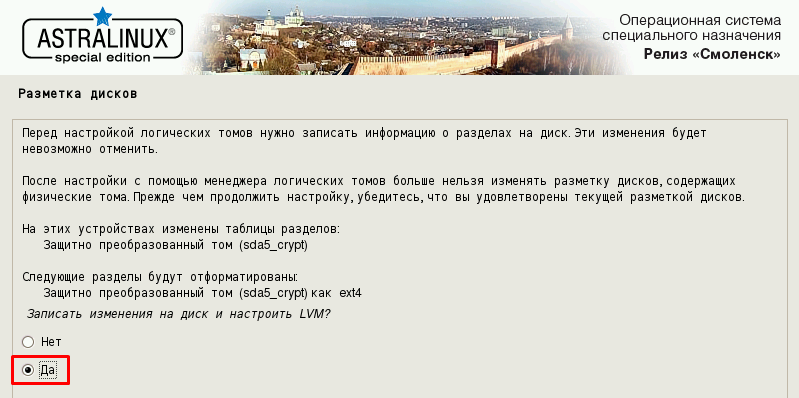 ASTRALINUX®
special edition
Операционная система
специального назначения
Релиз «Смоленск»
Разметка дисков
Перед настройкой логических томов нужно записать информацию о разделах на диск. Эти изменения будет
невозможно отменить.
После настройки с помощью менеджера логических томов больше нельзя изменять разметку дисков, содержащих
физические тома. Прежде чем продолжить настройку, убедитесь, что вы удовлетворены текущей разметкой дисков.
На этих устройствах изменены таблицы разделов:
Защитно преобразованный том (sda5_crypt)
Следующие разделы будут отформатированы:
Защитно преобразованный том (sda5_crypt) как ext4
Записать изменения на диск и настроить LVM?
Нет
Да